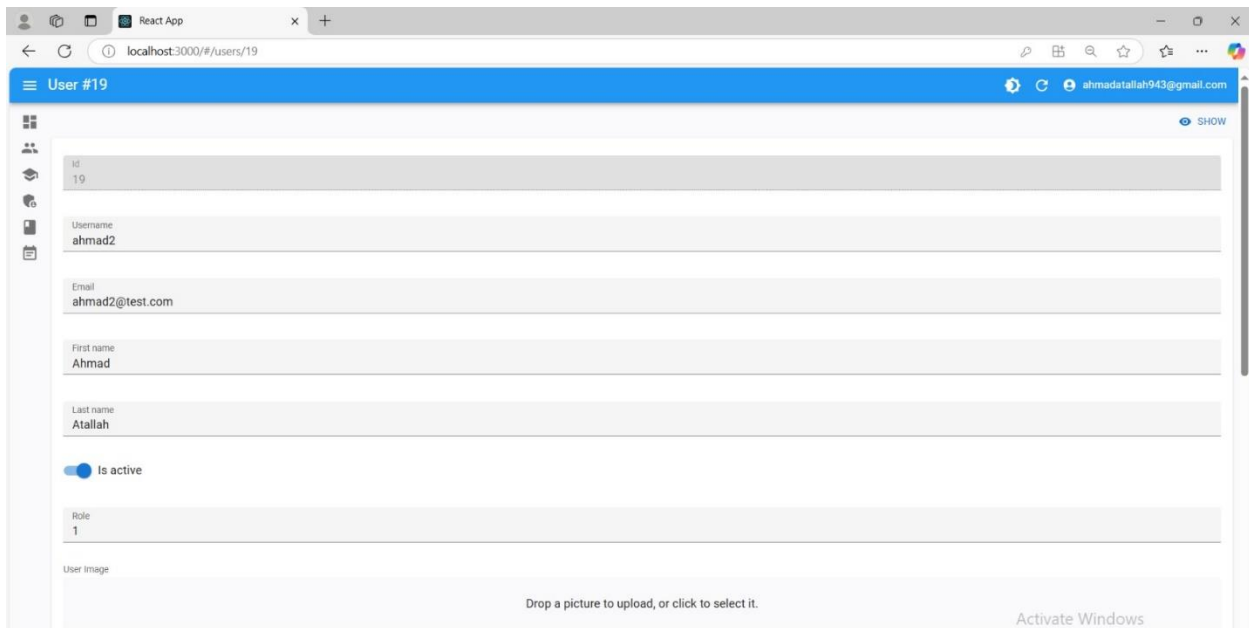 React App
localhost:3000/#/users/19
User #19
ahmadatallah943@gmail.com
SHOW
Id
19
Username
ahmad2
Email
ahmad2@test.com
First name
Ahmad
Last name
Atallah
Is active
Role
1
User Image
Drop a picture to upload, or click to select it.
Activate Windows